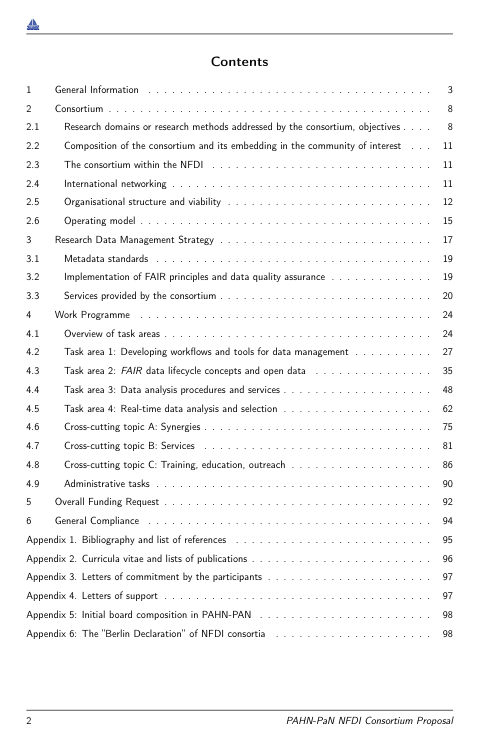 Contents
1 General Information . . . . . . . . . . . . . . . . . . . . . . . . . . . . . . . . . . . . 3
2 Consortium . . . . . . . . . . . . . . . . . . . . . . . . . . . . . . . . . . . . . . . . . 8
2.1 Research domains or research methods addressed by the consortium, objectives . . . . 8
2.2 Composition of the consortium and its embedding in the community of interest . . . 11
2.3 The consortium within the NFDI . . . . . . . . . . . . . . . . . . . . . . . . . . . . 11
2.4 International networking . . . . . . . . . . . . . . . . . . . . . . . . . . . . . . . . . 11
2.5 Organisational structure and viability . . . . . . . . . . . . . . . . . . . . . . . . . . 12
2.6 Operating model . . . . . . . . . . . . . . . . . . . . . . . . . . . . . . . . . . . . . 15
3 Research Data Management Strategy . . . . . . . . . . . . . . . . . . . . . . . . . . . 17
3.1 Metadata standards . . . . . . . . . . . . . . . . . . . . . . . . . . . . . . . . . . . 19
3.2 Implementation of FAIR principles and data quality assurance . . . . . . . . . . . . . 19
3.3 Services provided by the consortium . . . . . . . . . . . . . . . . . . . . . . . . . . . 20
4 Work Programme . . . . . . . . . . . . . . . . . . . . . . . . . . . . . . . . . . . . . 24
4.1 Overview of task areas . . . . . . . . . . . . . . . . . . . . . . . . . . . . . . . . . . 24
4.2 Task area 1: Developing workflows and tools for data management . . . . . . . . . . . 27
4.3 Task area 2: FAIR data lifecycle concepts and open data . . . . . . . . . . . . . . . 35
4.4 Task area 3: Data analysis procedures and services . . . . . . . . . . . . . . . . . . . 48
4.5 Task area 4: Real-time data analysis and selection . . . . . . . . . . . . . . . . . . . . 62
4.6 Cross-cutting topic A: Synergies . . . . . . . . . . . . . . . . . . . . . . . . . . . . . 75
4.7 Cross-cutting topic B: Services . . . . . . . . . . . . . . . . . . . . . . . . . . . . . 81
4.8 Cross-cutting topic C: Training, education, outreach . . . . . . . . . . . . . . . . . . 86
4.9 Administrative tasks . . . . . . . . . . . . . . . . . . . . . . . . . . . . . . . . . . . 90
5 Overall Funding Request . . . . . . . . . . . . . . . . . . . . . . . . . . . . . . . . . . 92
6 General Compliance . . . . . . . . . . . . . . . . . . . . . . . . . . . . . . . . . . . . 94
Appendix 1. Bibliography and list of references . . . . . . . . . . . . . . . . . . . . . . . . . 95
Appendix 2. Curricula vitae and lists of publications . . . . . . . . . . . . . . . . . . . . . . . 96
Appendix 3. Letters of commitment by the participants . . . . . . . . . . . . . . . . . . . . . 97
Appendix 4. Letters of support . . . . . . . . . . . . . . . . . . . . . . . . . . . . . . . . . . 97
Appendix 5: Initial board composition in PAHN-PAN . . . . . . . . . . . . . . . . . . . . . . 98
Appendix 6: The "Berlin Declaration" of NFDI consortia . . . . . . . . . . . . . . . . . . . . 98
2 PAHN-PaN NFDI Consortium Proposal